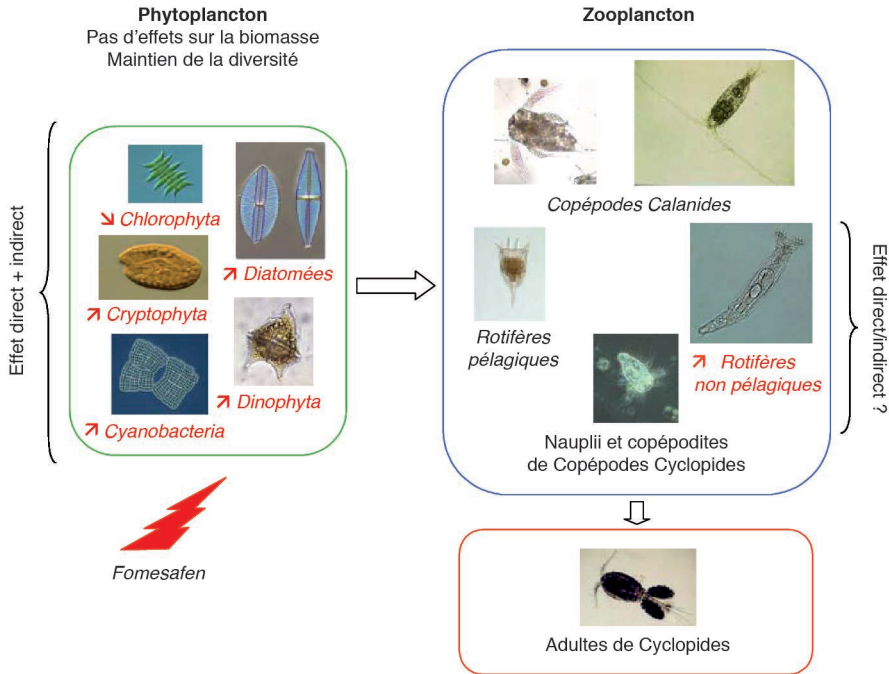 Phytoplancton
Pas d'effets sur la biomasse
Maintien de la diversité
Effet direct + indirect
↘ Chlorophyta
↗ Diatomées
↗ Cryptophyta
↗ Dinophyta
↗ Cyanobacteria
Fomesafen
Zooplancton
Copépodes Calanides
Rotifères
pélagiques
↗ Rotifères
non pélagiques
Nauplii et copépodites
de Copépodes Cyclopides
Effet direct/indirect ?
Adultes de Cyclopides